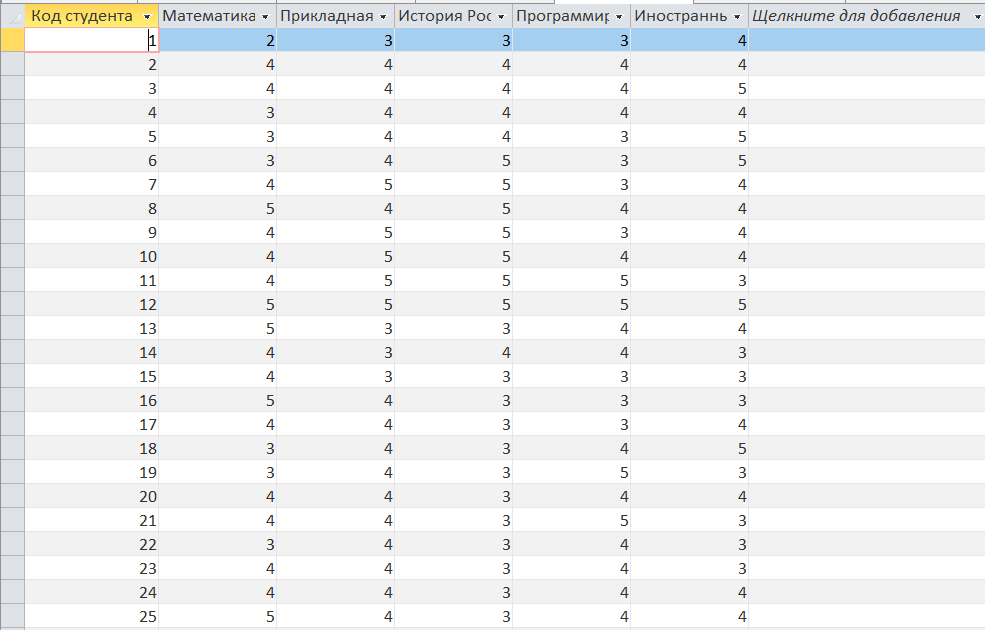 Код студента Математика Прикладная История Рос Программир Иностраннь Щелкните для добавления
1 2 3 3 3 4
2 4 4 4 4 4
3 4 4 4 4 5
4 3 4 4 4 4
5 3 4 4 3 5
6 3 4 5 3 5
7 4 5 5 3 4
8 5 4 5 4 4
9 4 5 5 3 4
10 4 5 5 4 4
11 4 5 5 5 3
12 5 5 5 5 5
13 5 3 3 4 4
14 4 3 4 4 3
15 4 3 3 3 3
16 5 4 3 3 3
17 4 4 3 3 4
18 3 4 3 4 5
19 3 4 3 5 3
20 4 4 3 4 4
21 4 4 3 5 3
22 3 4 3 4 3
23 4 4 3 4 3
24 4 4 3 4 4
25 5 4 3 4 4